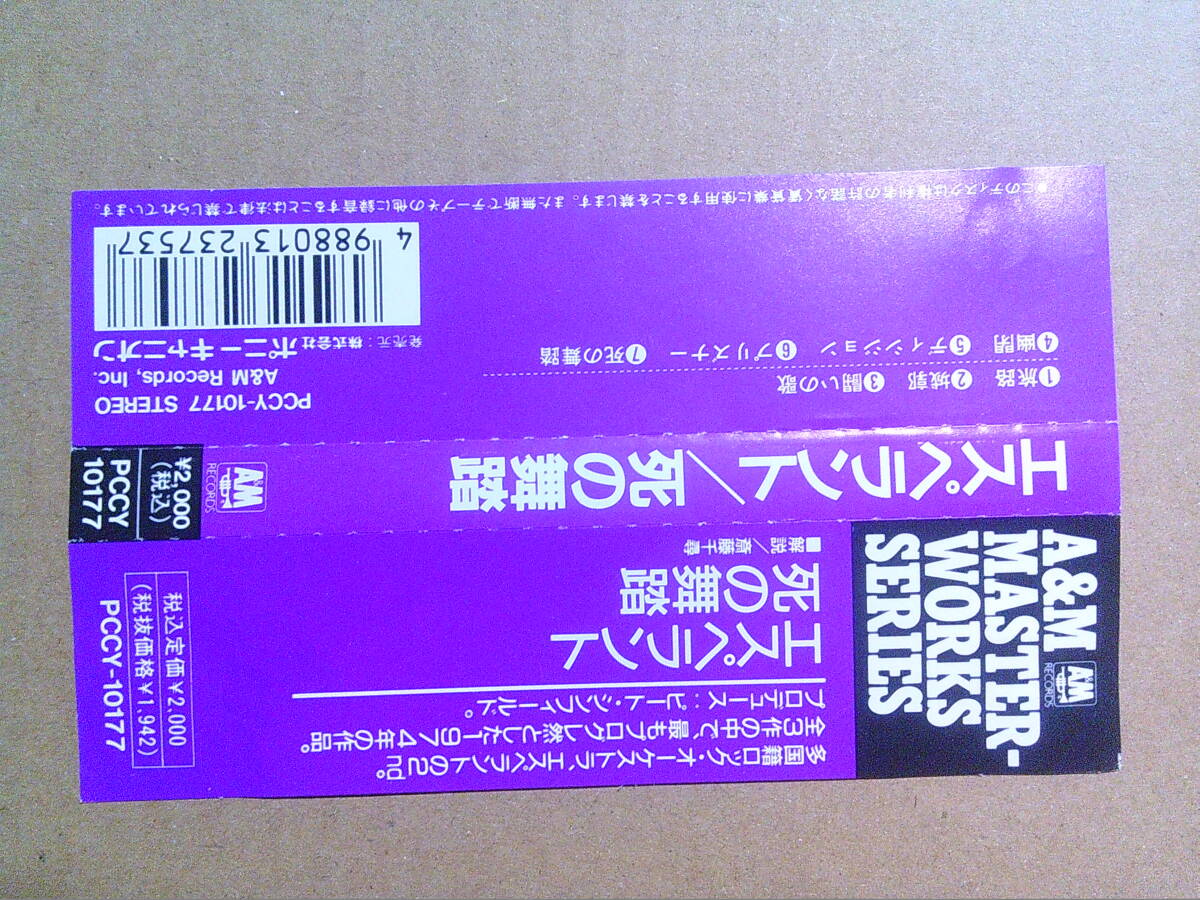 A&M
MASTER-
WORKS
SERIES
A&M
RECORDS
多国籍ロック・オーケストラ、エスペラントの2nd。
全3作の中で、最もプログレ然とした1974年の作品。
プロデュース：ピート・シンフィールド。
エスペラント
死の舞踏
■解説／斎藤千尋
税込定価￥2,000
(税抜価格￥1,942)
PCCY-10177
エスペラント／死の舞踏
A&M
RECORDS
￥2,000
(税込)
PCCY
10177
❶旅路 ❷城郭 ❸闘いの歌
❹幽閉 ❺ディシジョン ❻プリズナー ❼死の舞踏
PCCY-10177 STEREO
A&M Records, Inc.
発売元：株式会社ポニーキャニオン
4 988013 237537
●このディスクは権利者の許諾なく賃貸業に使用することを禁じます。また無断でテープその他に録音することは法律で禁じられています。